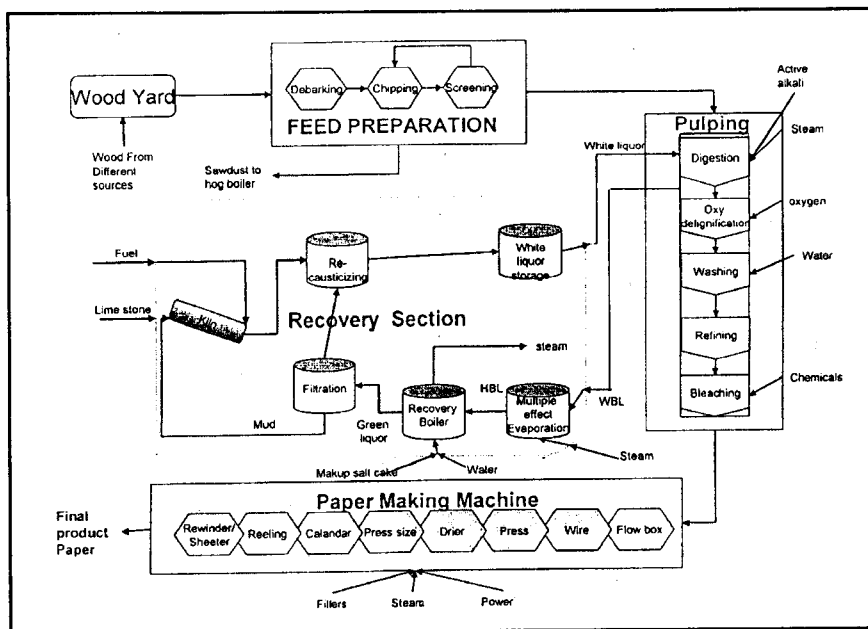 Wood Yard
Wood From
Different
sources
Debarking
Chipping
Screening
FEED PREPARATION
Sawdust to
hog boiler
Active
alkali
Pulping
White liquor
Steam
Digestion
Oxy
delignification
oxygen
Washing
Water
Refining
Bleaching
Chemicals
Fuel
Lime stone
Kiln
Re-
causticizing
White
liquor
storage
Recovery Section
steam
Filtration
Mud
Green
liquor
Recovery
Boiler
HBL
Multiple
effect
Evaporation
WBL
Steam
Makup salt cake
Water
Paper Making Machine
Final
product
Paper
Rewinder/
Sheeter
Reeling
Calandar
Press size
Drier
Press
Wire
Flow box
Fillers
Steam
Power